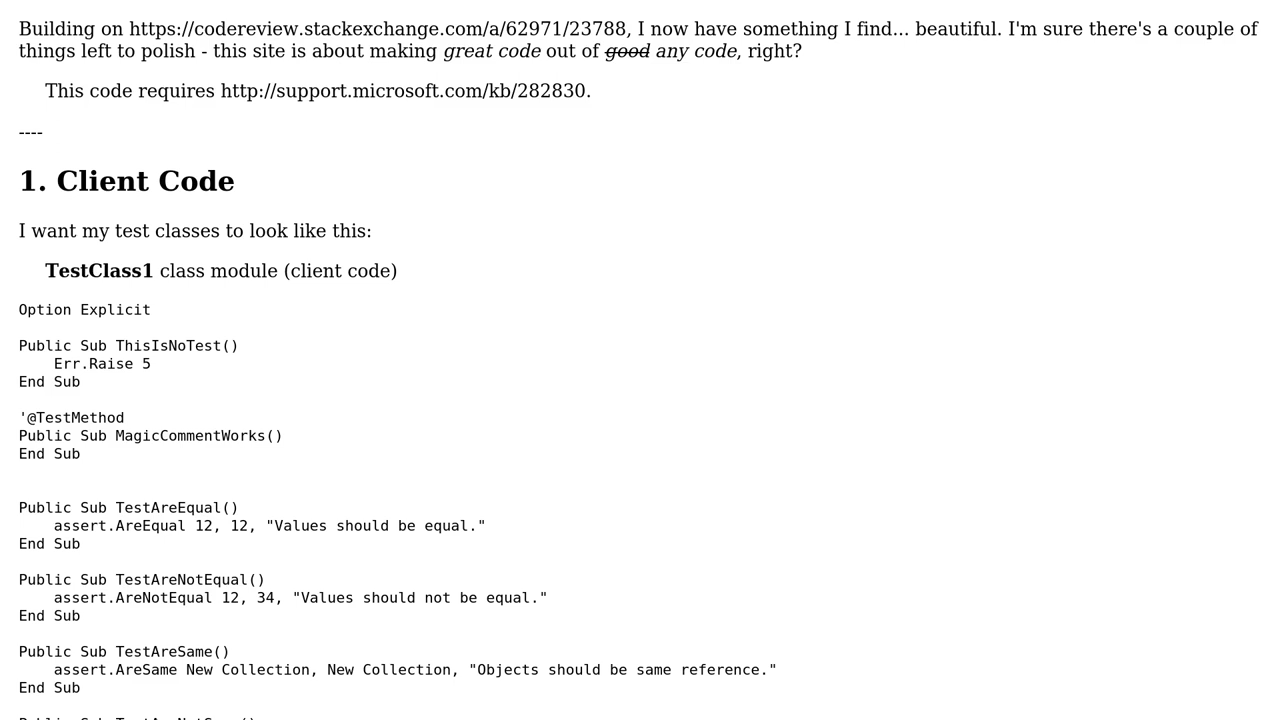 Building on https://codereview.stackexchange.com/a/62971/23788, I now have something I find... beautiful. I'm sure there's a couple of
things left to polish - this site is about making great code out of good any code, right?
This code requires http://support.microsoft.com/kb/282830.
----
1. Client Code
I want my test classes to look like this:
TestClass1 class module (client code)
Option Explicit
Public Sub ThisIsNoTest()
    Err.Raise 5
End Sub
'@TestMethod
Public Sub MagicCommentWorks()
End Sub
Public Sub TestAreEqual()
    assert.AreEqual 12, 12, "Values should be equal."
End Sub
Public Sub TestAreNotEqual()
    assert.AreNotEqual 12, 34, "Values should not be equal."
End Sub
Public Sub TestAreSame()
    assert.AreSame New Collection, New Collection, "Objects should be same reference."
End Sub